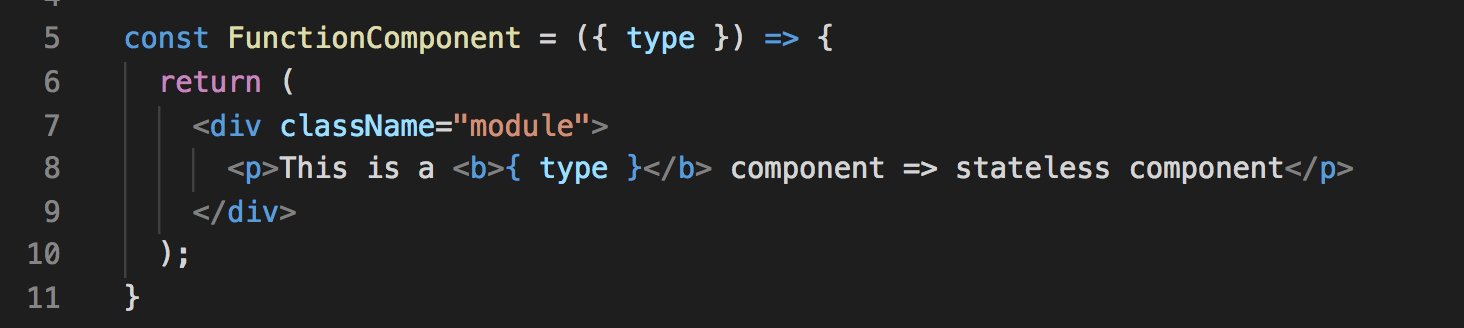 5 const FunctionComponent = ({ type }) => {
6 return (
7 <div className="module">
8 <p>This is a <b>{ type }</b> component => stateless component</p>
9 </div>
10 );
11 }